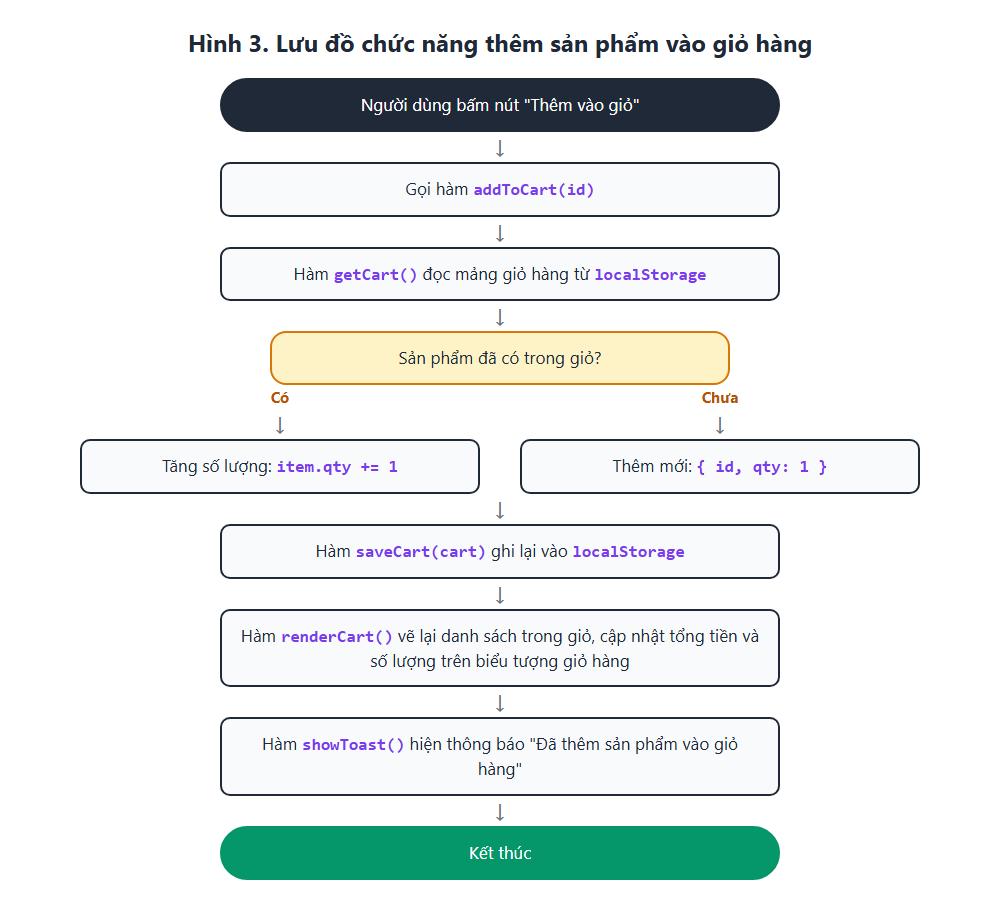 Hình 3. Lưu đồ chức năng thêm sản phẩm vào giỏ hàng
Người dùng bấm nút "Thêm vào giỏ"
↓
Gọi hàm addToCart(id)
↓
Hàm getCart() đọc mảng giỏ hàng từ localStorage
↓
Sản phẩm đã có trong giỏ?
Có
Chưa
↓
↓
Tăng số lượng: item.qty += 1
Thêm mới: { id, qty: 1 }
↓
Hàm saveCart(cart) ghi lại vào localStorage
↓
Hàm renderCart() vẽ lại danh sách trong giỏ, cập nhật tổng tiền và
số lượng trên biểu tượng giỏ hàng
↓
Hàm showToast() hiện thông báo "Đã thêm sản phẩm vào giỏ
hàng"
↓
Kết thúc